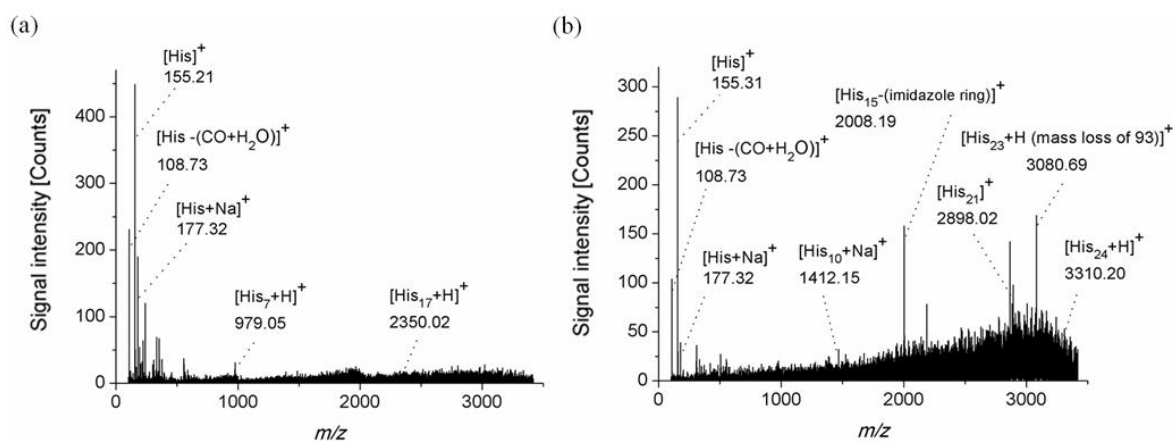 (a)
Signal intensity [Counts]
400
300
200
100
0
[His]⁺
155.21
[His -(CO+H₂O)]⁺
108.73
[His+Na]⁺
177.32
[His₇+H]⁺
979.05
[His₁₇+H]⁺
2350.02
0 1000 2000 3000
m/z
(b)
Signal intensity [Counts]
300
250
200
150
100
50
0
[His]⁺
155.31
[His₁₅-(imidazole ring)]⁺
2008.19
[His -(CO+H₂O)]⁺
108.73
[His₂₃+H (mass loss of 93)]⁺
3080.69
[His₂₁]⁺
2898.02
[His+Na]⁺
177.32
[His₁₀+Na]⁺
1412.15
[His₂₄+H]⁺
3310.20
0 1000 2000 3000
m/z